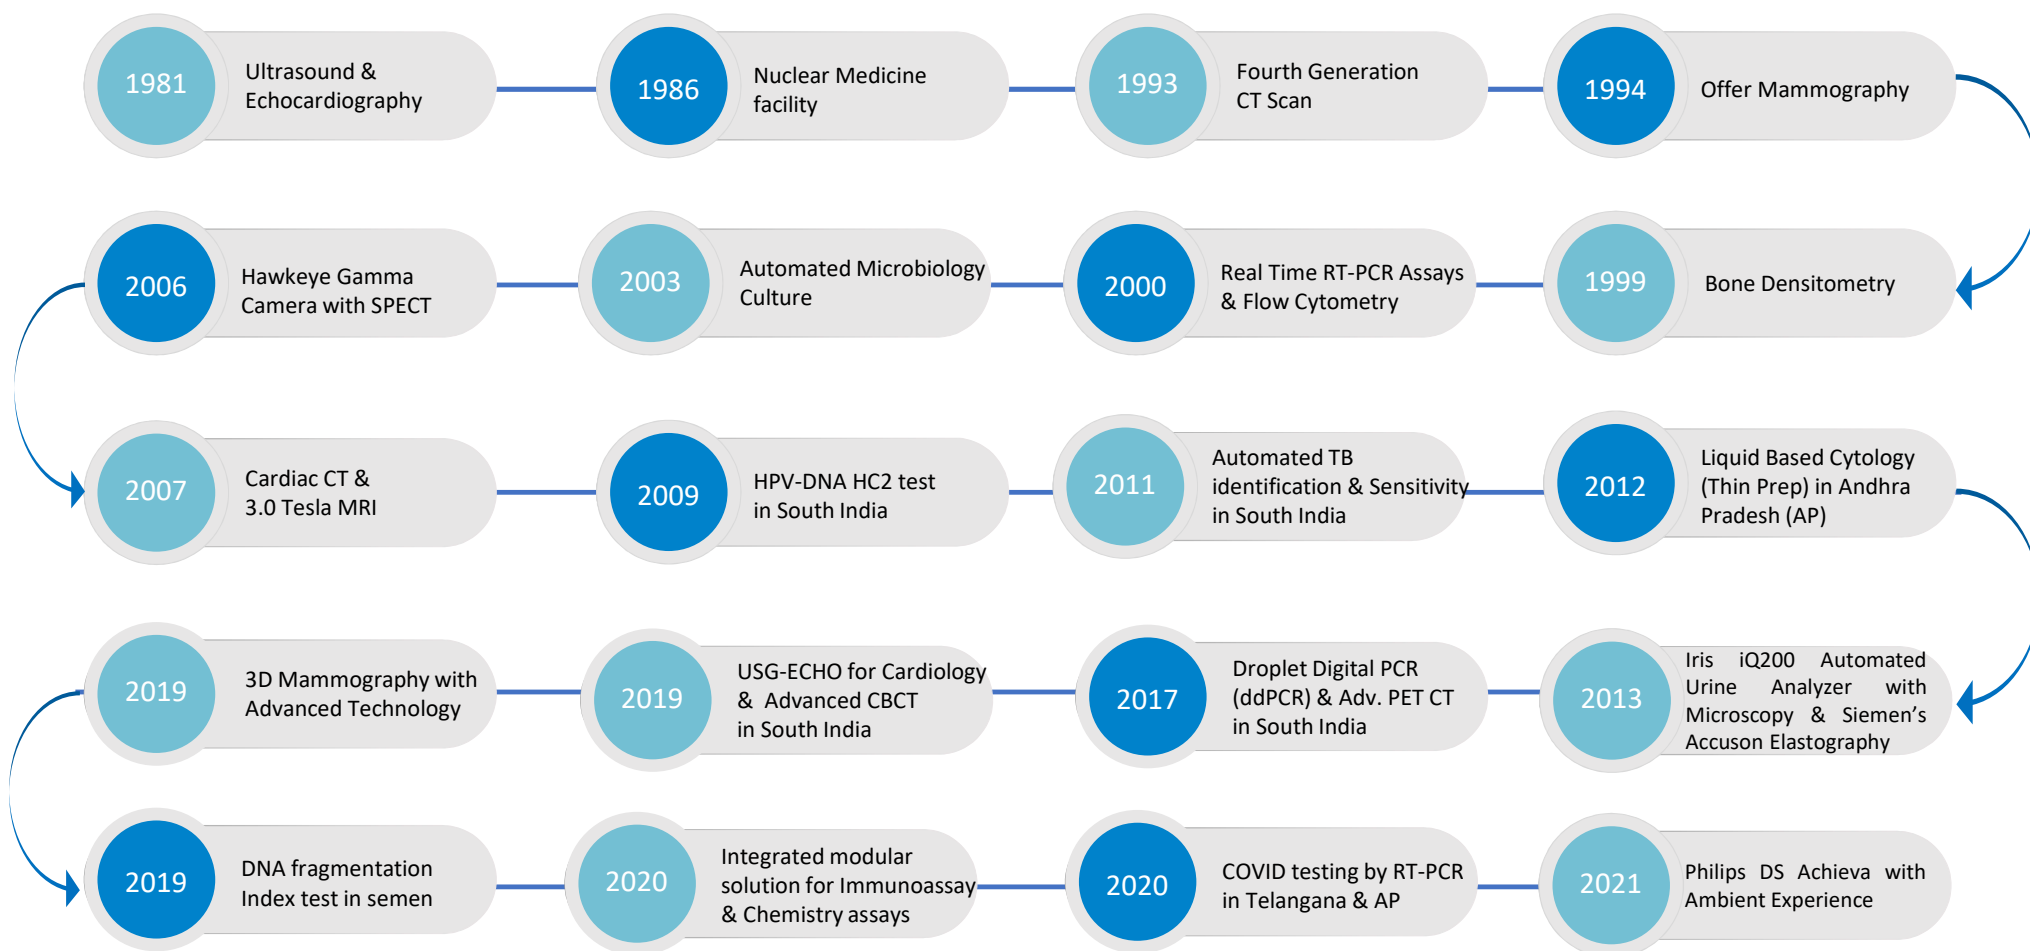 1981
Ultrasound &
Echocardiography
1986
Nuclear Medicine
facility
1993
Fourth Generation
CT Scan
1994
Offer Mammography
1999
Bone Densitometry
2000
Real Time RT-PCR Assays
& Flow Cytometry
2003
Automated Microbiology
Culture
2006
Hawkeye Gamma
Camera with SPECT
2007
Cardiac CT &
3.0 Tesla MRI
2009
HPV-DNA HC2 test
in South India
2011
Automated TB
identification & Sensitivity
in South India
2012
Liquid Based Cytology
(Thin Prep) in Andhra
Pradesh (AP)
2013
Iris iQ200 Automated
Urine Analyzer with
Microscopy & Siemen's
Accuson Elastography
2017
Droplet Digital PCR
(ddPCR) & Adv. PET CT
in South India
2019
USG-ECHO for Cardiology
& Advanced CBCT
in South India
2019
3D Mammography with
Advanced Technology
2019
DNA fragmentation
Index test in semen
2020
Integrated modular
solution for Immunoassay
& Chemistry assays
2020
COVID testing by RT-PCR
in Telangana & AP
2021
Philips DS Achieva with
Ambient Experience